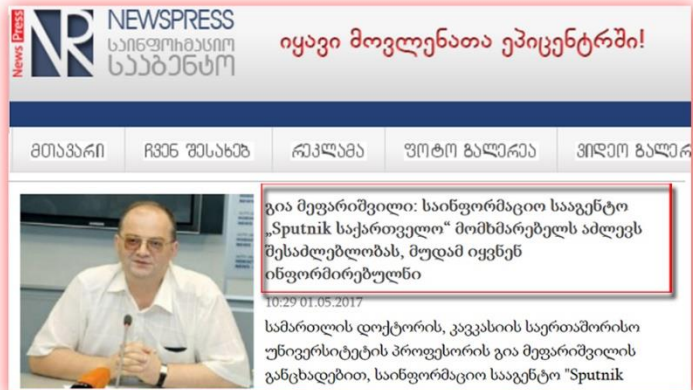 News Press
NR
NEWSPRESS
ᲡᲐᲘᲜᲤᲝᲠᲛᲐᲪᲘᲝ
ᲡᲐᲐᲒᲔᲜᲢᲝ
იყავი მოვლენათა ეპიცენტრში!
ᲛᲗᲐᲕᲐᲠᲘ
ᲩᲕᲔᲜ ᲨᲔᲡᲐᲮᲔᲑ
ᲠᲔᲙᲚᲐᲛᲐ
ᲤᲝᲢᲝ ᲒᲐᲚᲔᲠᲔᲐ
ᲕᲘᲓᲔᲝ ᲒᲐᲚᲔᲠ
გია მეფარიშვილი: საინფორმაციო სააგენტო
„Sputnik საქართველო“ მომხმარებელს აძლევს
შესაძლებლობას, მუდამ იყვნენ
ინფორმირებულნი
10:29 01.05.2017
სამართლის დოქტორის, კავკასიის საერთაშორისო
უნივერსიტეტის პროფესორის გია მეფარიშვილის
განცხადებით, საინფორმაციო სააგენტო "Sputnik